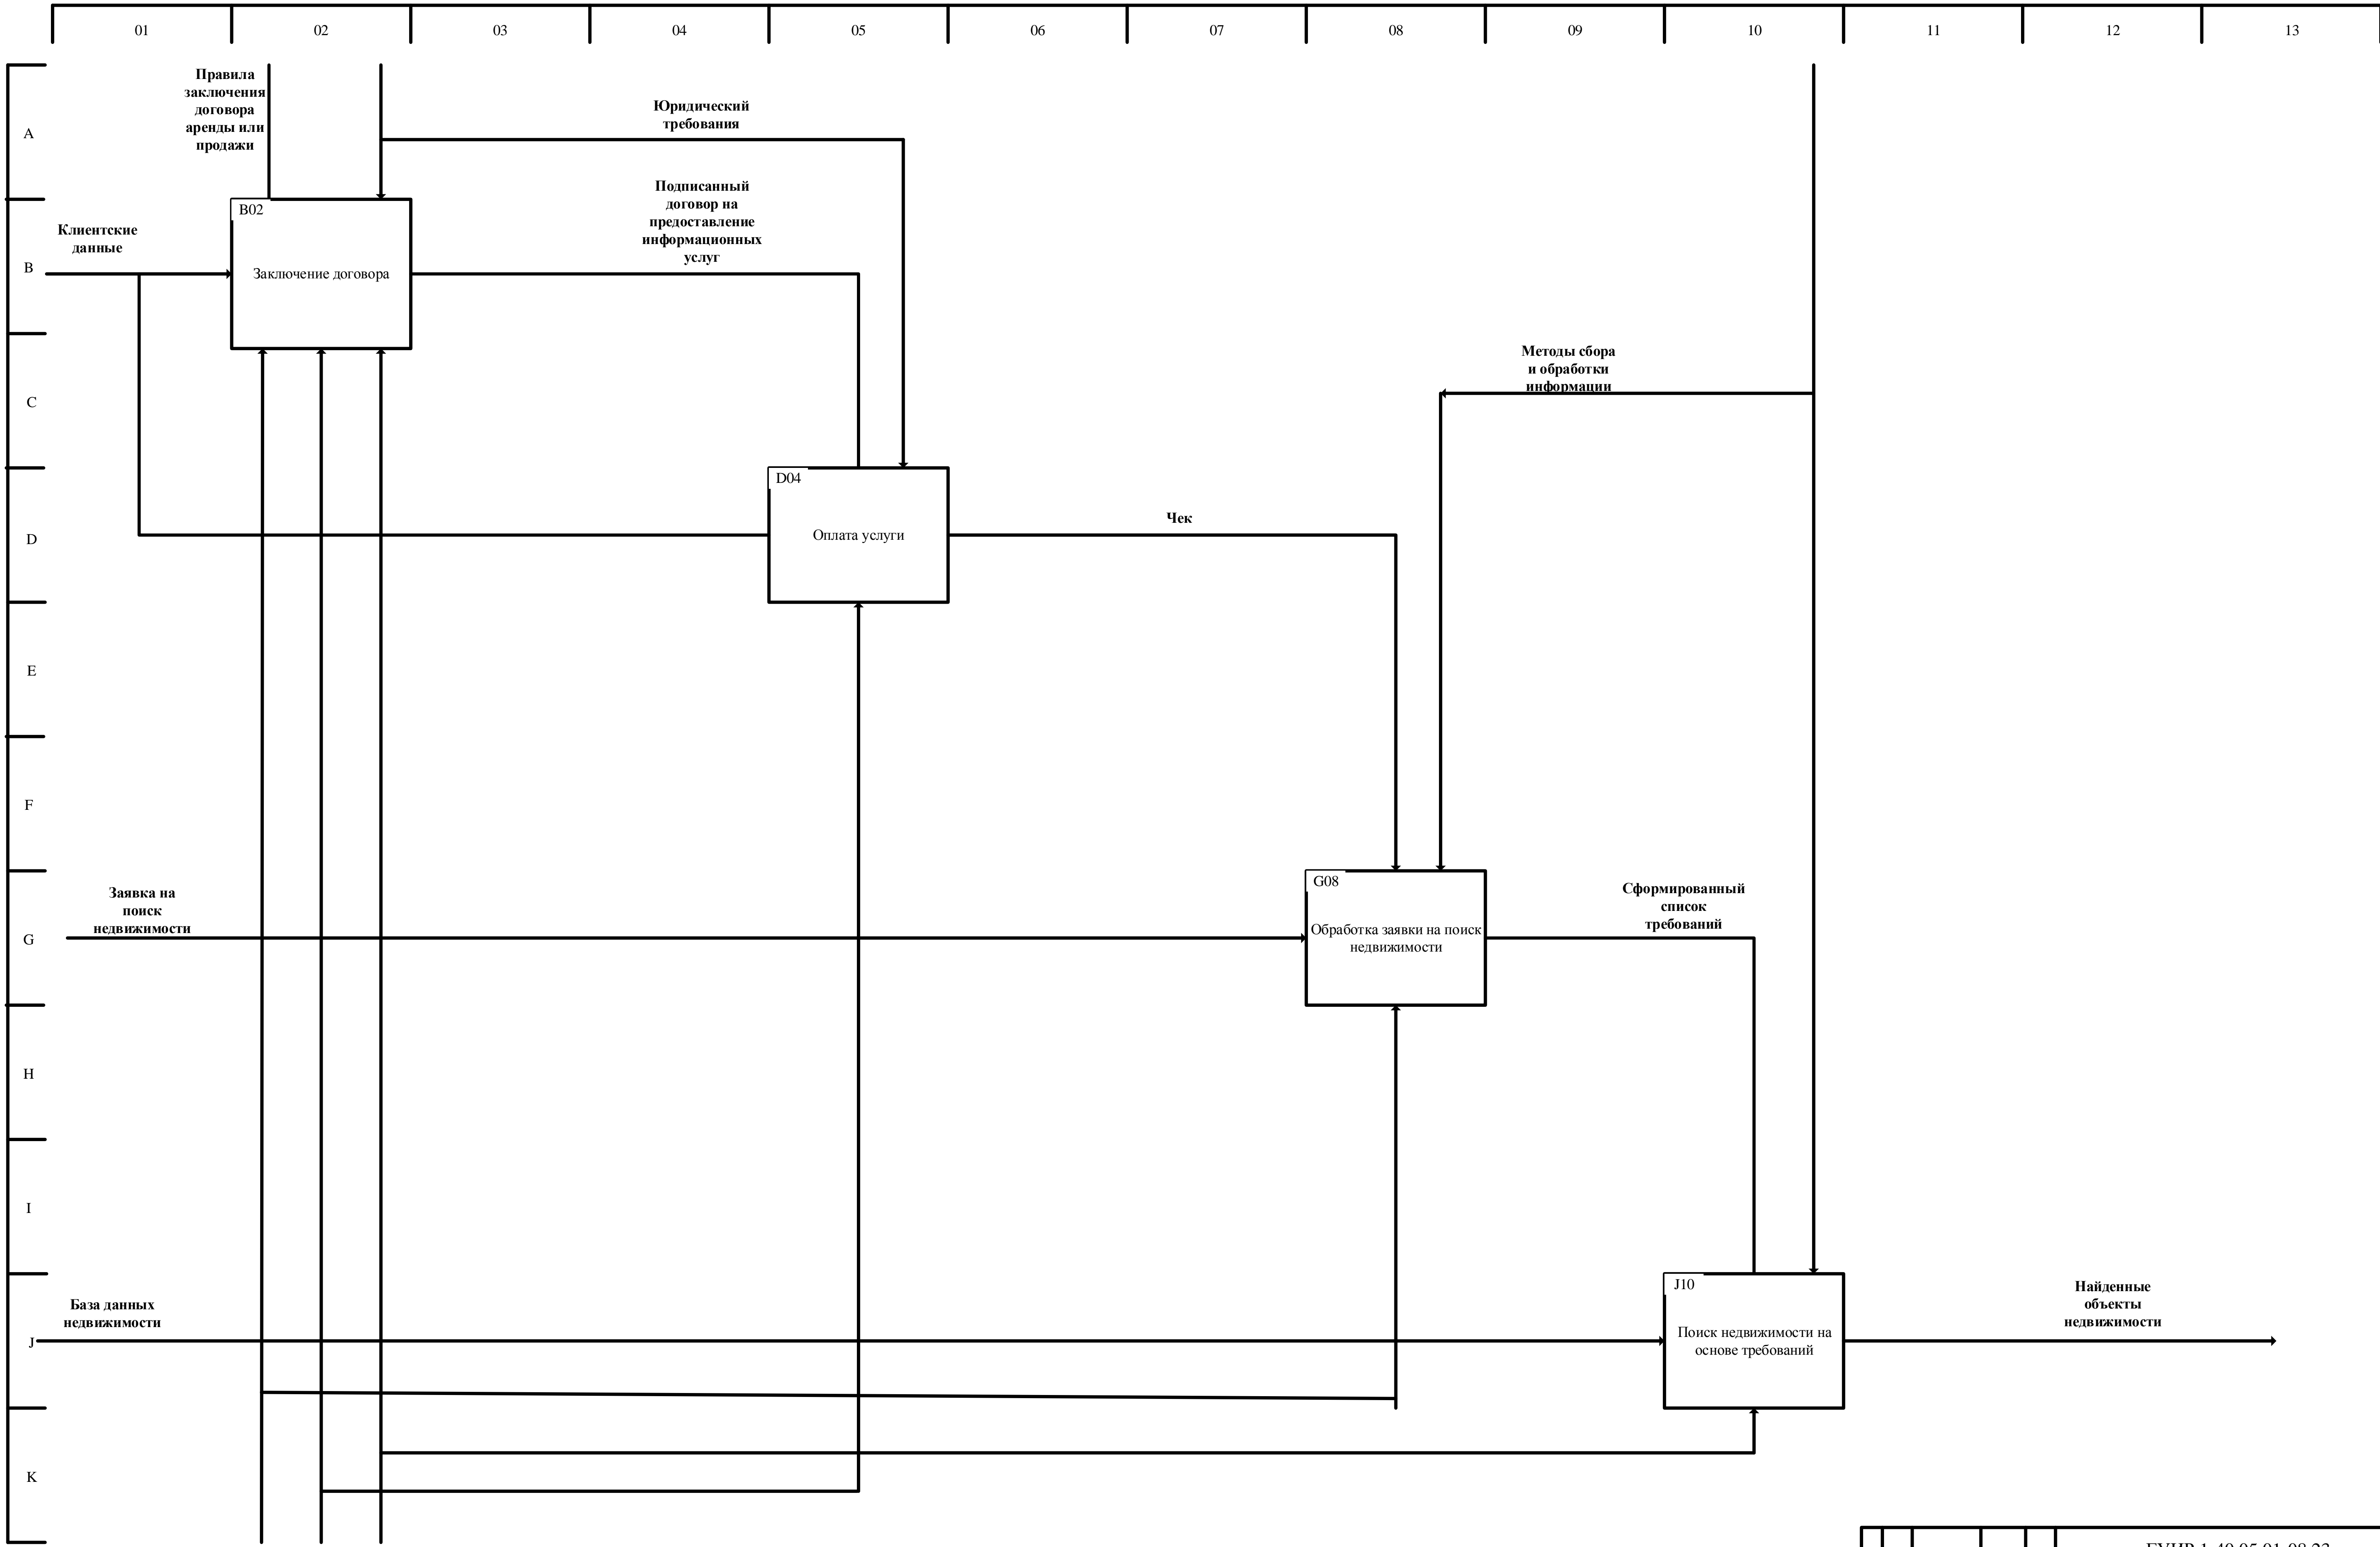 01
02
03
04
05
06
07
08
09
10
11
12
13
A
B
C
D
E
F
G
H
I
J
K
Правила
заключения
договора
аренды или
продажи
Юридический
требования
Подписанный
договор на
предоставление
информационных
услуг
Клиентские
данные
B02
Заключение договора
Методы сбора
и обработки
информации
D04
Оплата услуги
Чек
Заявка на
поиск
недвижимости
G08
Обработка заявки на поиск
недвижимости
Сформированный
список
требований
База данных
недвижимости
J10
Поиск недвижимости на
основе требований
Найденные
объекты
недвижимости